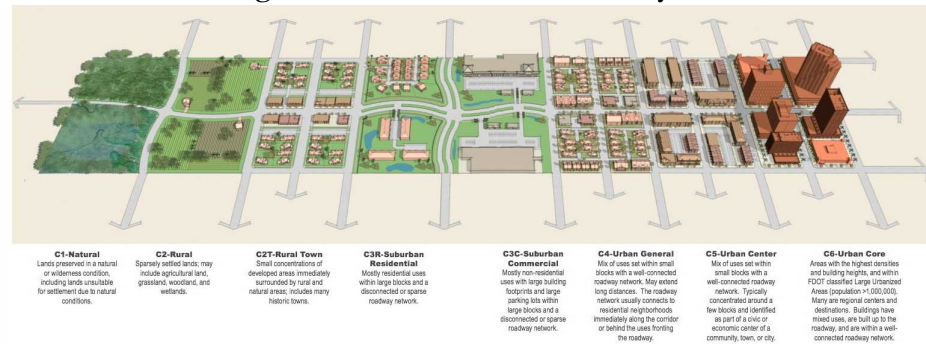 C1-Natural
Lands preserved in a natural
or wilderness condition,
including lands unsuitable
for settlement due to natural
conditions.
C2-Rural
Sparsely settled lands; may
include agricultural land,
grassland, woodland, and
wetlands.
C2T-Rural Town
Small concentrations of
developed areas immediately
surrounded by rural and
natural areas; includes many
historic towns.
C3R-Suburban
Residential
Mostly residential uses
within large blocks and a
disconnected or sparse
roadway network.
C3C-Suburban
Commercial
Mostly non-residential
uses with large building
footprints and large
parking lots within
large blocks and a
disconnected or sparse
roadway network.
C4-Urban General
Mix of uses set within small
blocks with a well-connected
roadway network. May extend
long distances. The roadway
network usually connects to
residential neighborhoods
immediately along the corridor
or behind the uses fronting
the roadway.
C5-Urban Center
Mix of uses set within
small blocks with a
well-connected roadway
network. Typically
concentrated around a
few blocks and identified
as part of a civic or
economic center of a
community, town, or city.
C6-Urban Core
Areas with the highest densities
and building heights, and within
FDOT classified Large Urbanized
Areas (population >1,000,000).
Many are regional centers and
destinations. Buildings have
mixed uses, are built up to the
roadway, and are within a well-
connected roadway network.